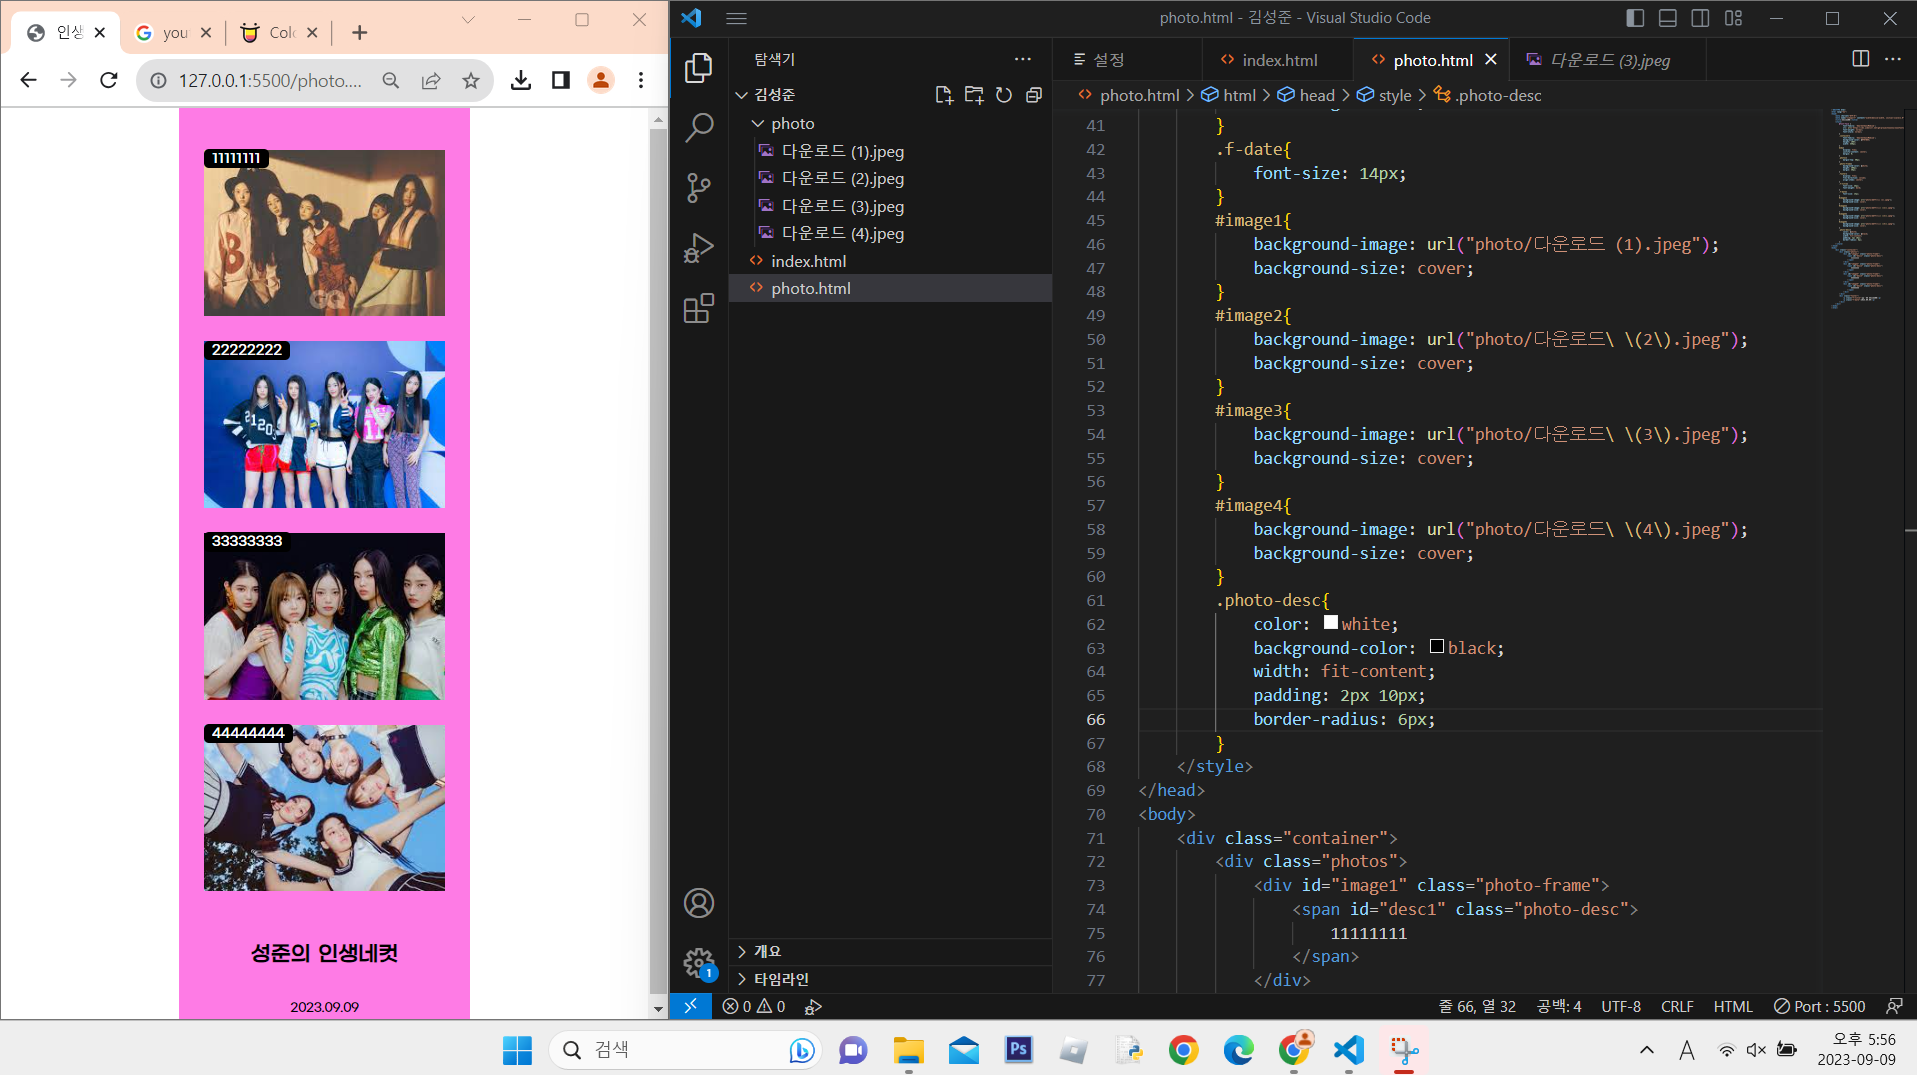 인생
you
Colo
127.0.0.1:5500/photo....
11111111
GQ
22222222
2120
33333333
44444444
성준의 인생네컷
2023.09.09
photo.html - 김성준 - Visual Studio Code
탐색기
김성준
photo
다운로드 (1).jpeg
다운로드 (2).jpeg
다운로드 (3).jpeg
다운로드 (4).jpeg
index.html
photo.html
개요
타임라인
설정
index.html
photo.html
다운로드 (3).jpeg
photo.html > html > head > style > .photo-desc
41 }
42 .f-date{
43 font-size: 14px;
44 }
45 #image1{
46 background-image: url("photo/다운로드 (1).jpeg");
47 background-size: cover;
48 }
49 #image2{
50 background-image: url("photo/다운로드\ \(2\).jpeg");
51 background-size: cover;
52 }
53 #image3{
54 background-image: url("photo/다운로드\ \(3\).jpeg");
55 background-size: cover;
56 }
57 #image4{
58 background-image: url("photo/다운로드\ \(4\).jpeg");
59 background-size: cover;
60 }
61 .photo-desc{
62 color: white;
63 background-color: black;
64 width: fit-content;
65 padding: 2px 10px;
66 border-radius: 6px;
67 }
68 </style>
69 </head>
70 <body>
71 <div class="container">
72 <div class="photos">
73 <div id="image1" class="photo-frame">
74 <span id="desc1" class="photo-desc">
75 11111111
76 </span>
77 </div>
1
0 0
줄 66, 열 32 공백: 4 UTF-8 CRLF HTML Port : 5500
검색
Ps
A
오후 5:56
2023-09-09